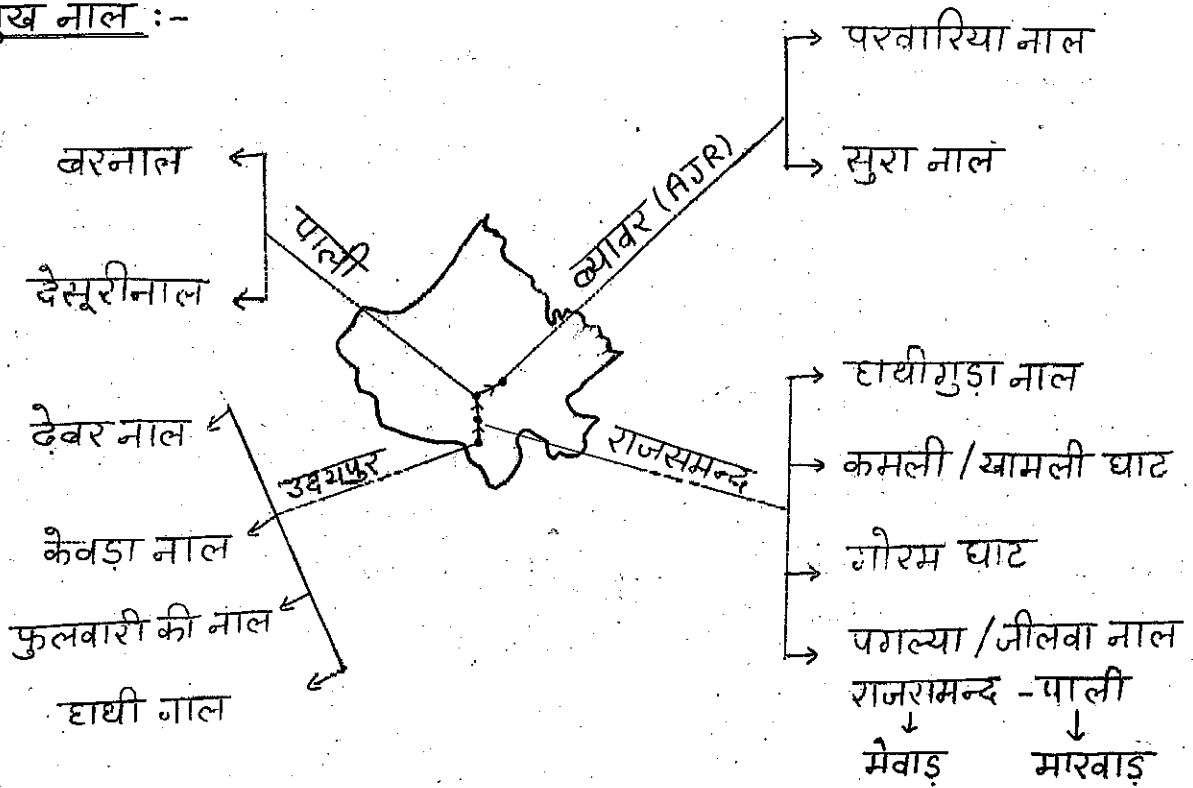 ुख नाल :-
बरनाल
देसूरीनाल
पाली
ब्यावर (AJR)
परवारिया नाल
सुरा नाल
ढेबर नाल
केवड़ा नाल
फुलवारी की नाल
हाथी नाल
उदयपुर
राजसमन्द
हाथीगुड़ा नाल
कमली / खामली घाट
गोरम घाट
पगल्या / जीलवा नाल
राजसमन्द - पाली
↓ ↓
मेवाड़ मारवाड़